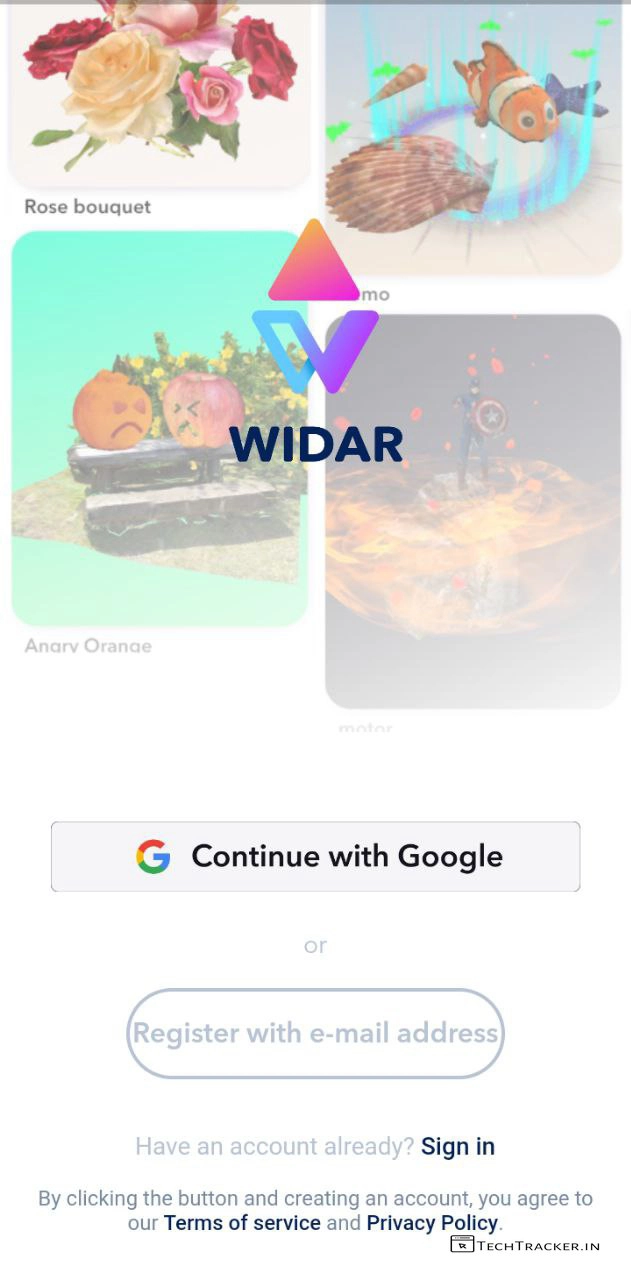 Rose bouquet
WIDAR
Angry Orange
motor
Continue with Google
or
Register with e-mail address
Have an account already? Sign in
By clicking the button and creating an account, you agree to
our Terms of service and Privacy Policy.
TECHTRACKER.IN